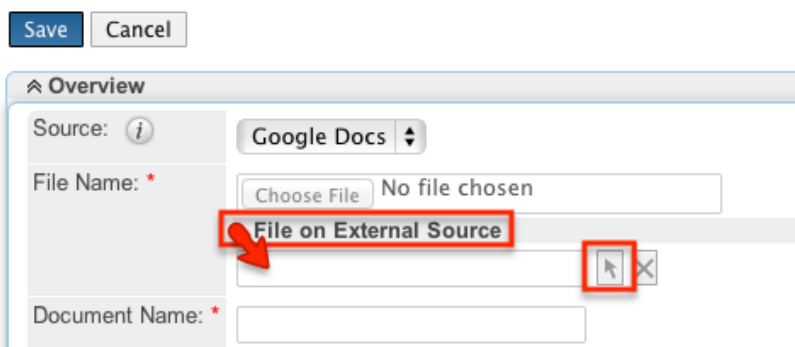 Save Cancel
Overview
Source: i Google Docs
File Name: * Choose File No file chosen
File on External Source
Document Name: *